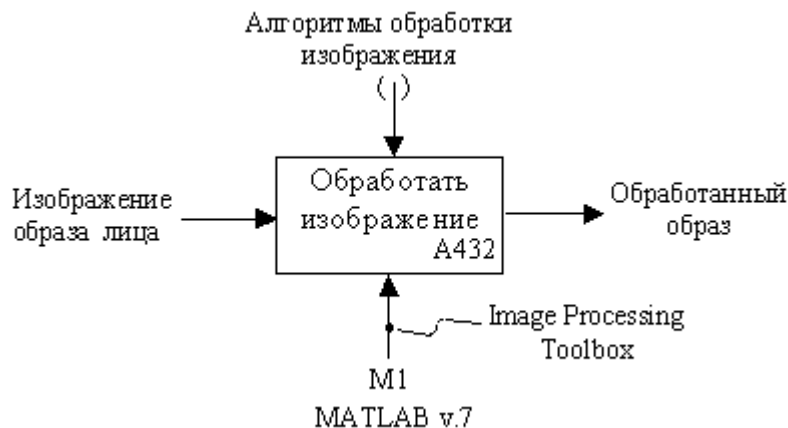 Алгоритмы обработки
изображения
( )
Изображение
образа лица
Обработать
изображение
A432
Обработанный
образ
Image Processing
Toolbox
M1
MATLAB v.7